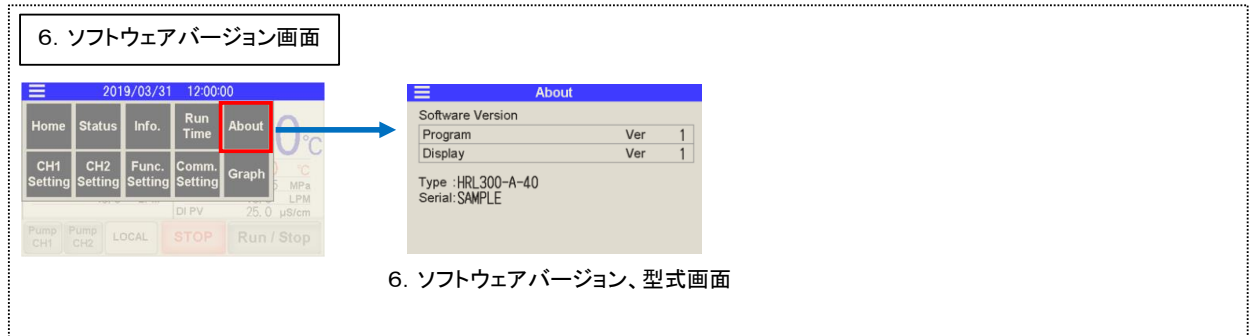 ６．ソフトウェアバージョン画面
2019/03/31 12:00:00
Home Status Info. Run Time About
CH1 Setting CH2 Setting Func. Setting Comm. Setting Graph
0℃
℃
MPa
LPM
DI PV 25.0 μS/cm
Pump CH1 Pump CH2 LOCAL STOP Run / Stop
About
Software Version
Program Ver 1
Display Ver 1
Type :HRL300-A-40
Serial:SAMPLE
６．ソフトウェアバージョン、型式画面